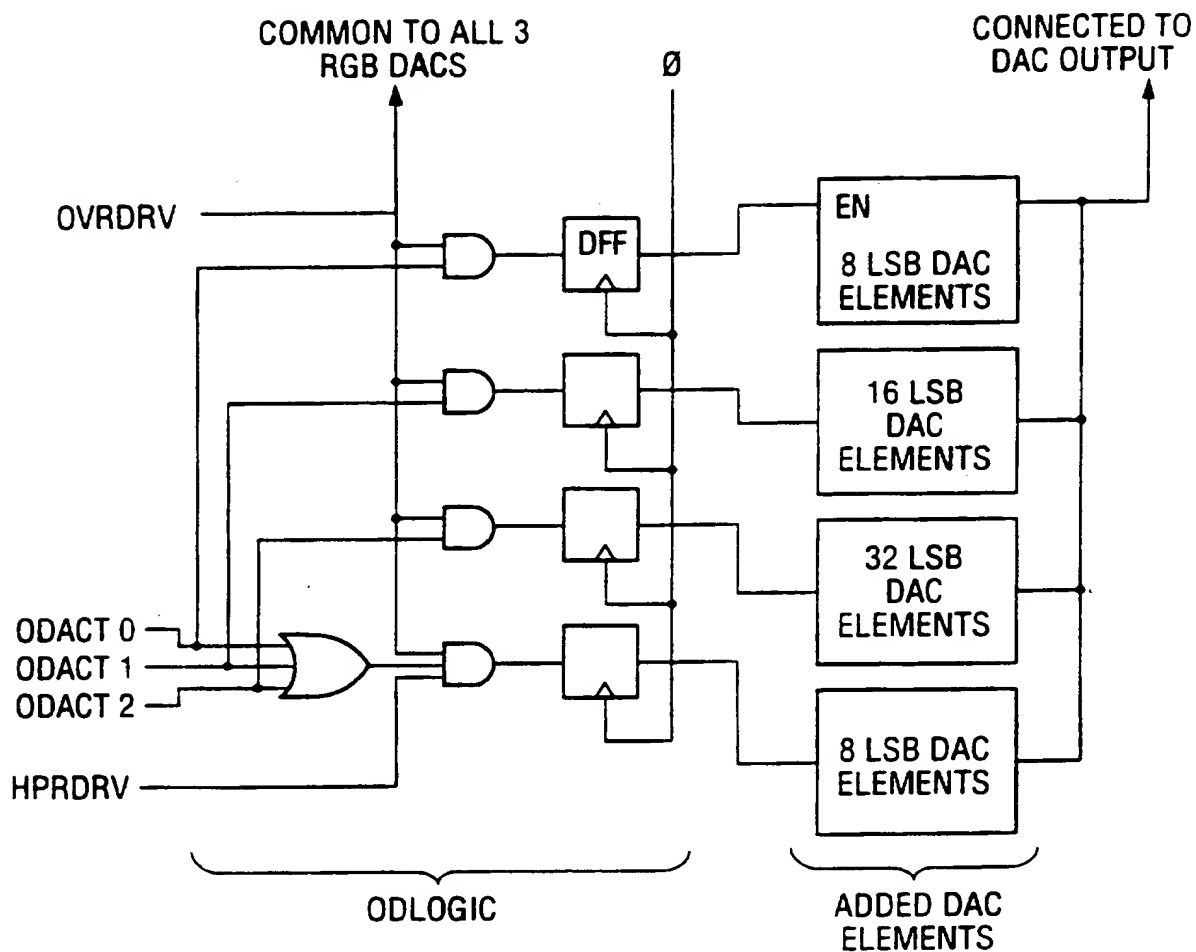 COMMON TO ALL 3
RGB DACS
Ø
CONNECTED TO
DAC OUTPUT
OVRDRV
DFF
EN
8 LSB DAC
ELEMENTS
16 LSB
DAC
ELEMENTS
32 LSB
DAC
ELEMENTS
ODACT 0
ODACT 1
ODACT 2
8 LSB DAC
ELEMENTS
HPRDRV
ODLOGIC
ADDED DAC
ELEMENTS